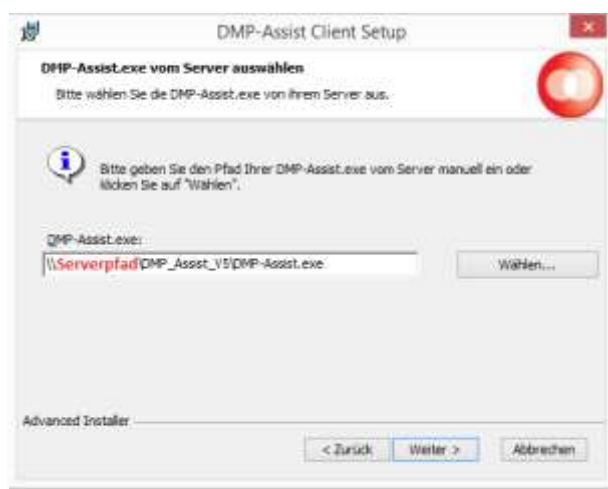 DMP-Assist Client Setup
DMP-Assist.exe vom Server auswählen
Bitte wählen Sie die DMP-Assist.exe von ihrem Server aus.
Bitte geben Sie den Pfad Ihrer DMP-Assist.exe vom Server manuell ein oder
klicken Sie auf "Wählen".
DMP-Assist.exe:
\\Serverpfad\DMP_Assist_V5\DMP-Assist.exe
Wählen...
Advanced Installer
< Zurück Weiter > Abbrechen